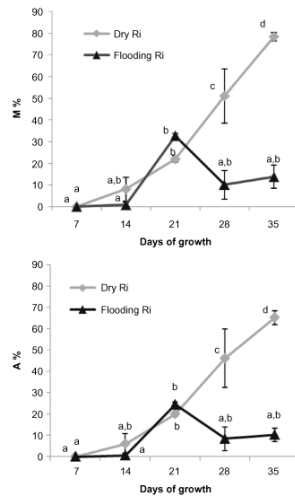 90
80
70
60
50
40
30
20
10
0
M %
Dry Ri
Flooding Ri
a a
a,b
a
b
b
c
a,b
d
a,b
7 14 21 28 35
Days of growth
90
80
70
60
50
40
30
20
10
0
A %
Dry Ri
Flooding Ri
a a
a,b
a
b
b
c
a,b
d
a,b
7 14 21 28 35
Days of growth